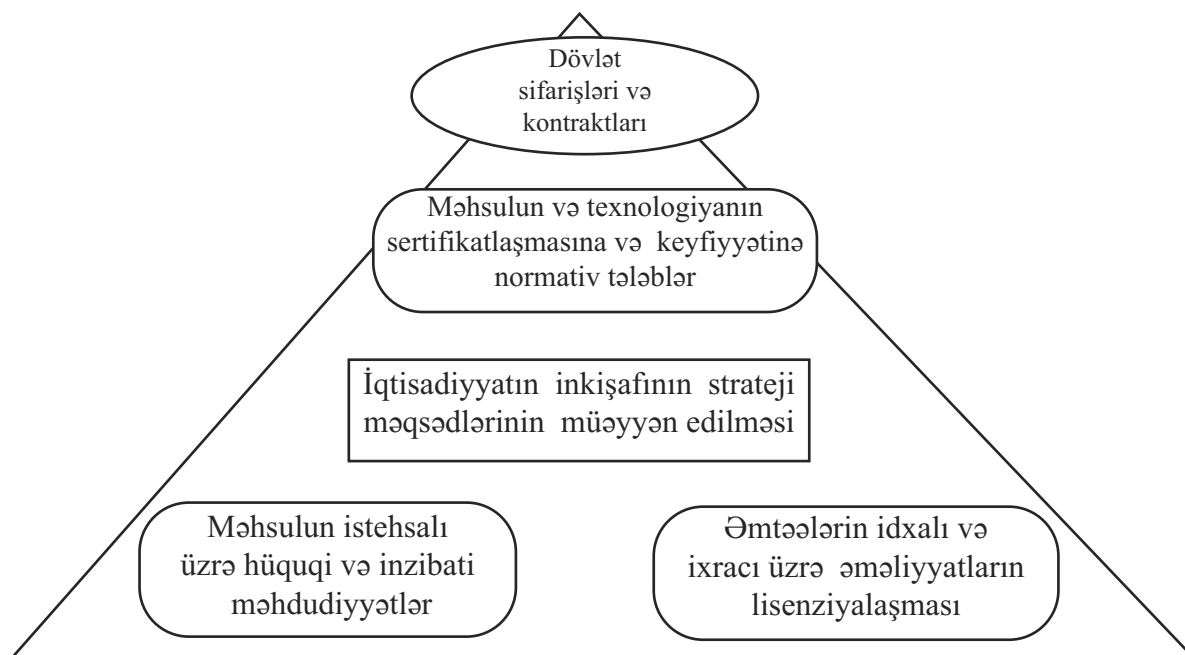 Dövlət
sifarişləri və
kontraktları
Məhsulun və texnologiyanın
sertifikatlaşmasına və keyfiyyətinə
normativ tələblər
İqtisadiyyatın inkişafının strateji
məqsədlərinin müəyyən edilməsi
Məhsulun istehsalı
üzrə hüquqi və inzibati
məhdudiyyətlər
Əmtəələrin idxalı və
ixracı üzrə əməliyyatların
lisenziyalaşması